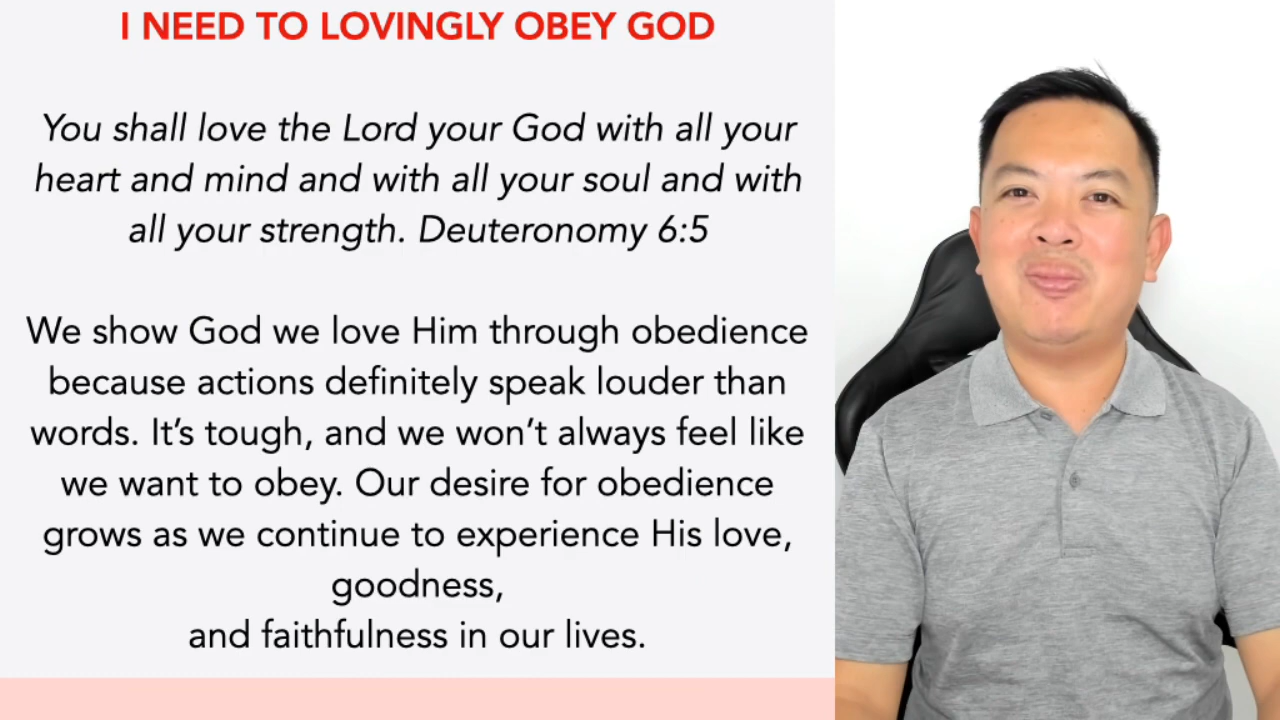 I NEED TO LOVINGLY OBEY GOD
You shall love the Lord your God with all your
heart and mind and with all your soul and with
all your strength. Deuteronomy 6:5
We show God we love Him through obedience
because actions definitely speak louder than
words. It’s tough, and we won’t always feel like
we want to obey. Our desire for obedience
grows as we continue to experience His love,
goodness,
and faithfulness in our lives.